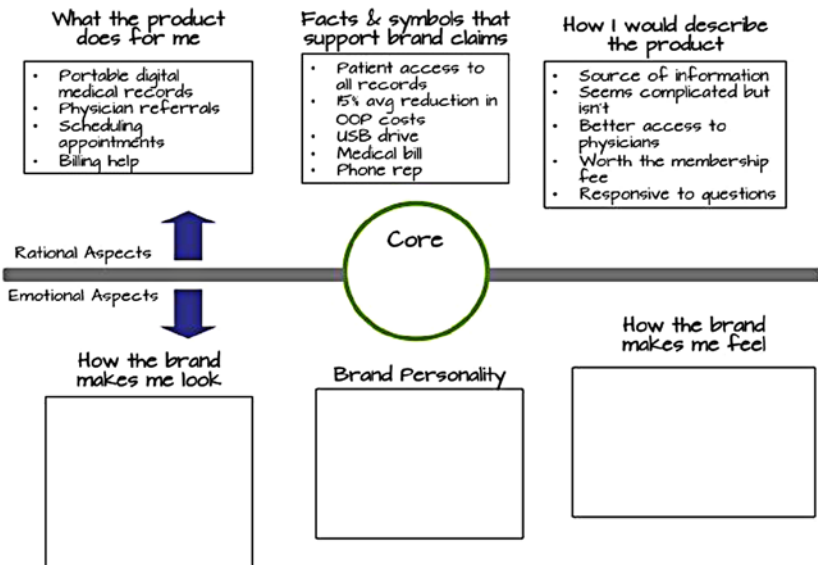 What the product
does for me
• Portable digital
medical records
• Physician referrals
• Scheduling
appointments
• Billing help
Facts & symbols that
support brand claims
• Patient access to
all records
• 15% avg reduction in
OOP costs
• USB drive
• Medical bill
• Phone rep
How I would describe
the product
• Source of information
• Seems complicated but
isn't
• Better access to
physicians
• Worth the membership
fee
• Responsive to questions
Rational Aspects
Core
Emotional Aspects
How the brand
makes me look
Brand Personality
How the brand
makes me feel